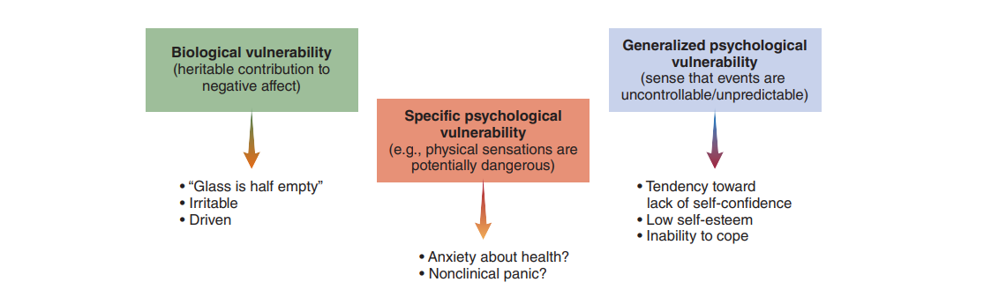 Biological vulnerability
(heritable contribution to
negative affect)
• “Glass is half empty”
• Irritable
• Driven
Specific psychological
vulnerability
(e.g., physical sensations are
potentially dangerous)
• Anxiety about health?
• Nonclinical panic?
Generalized psychological
vulnerability
(sense that events are
uncontrollable/unpredictable)
• Tendency toward
lack of self-confidence
• Low self-esteem
• Inability to cope